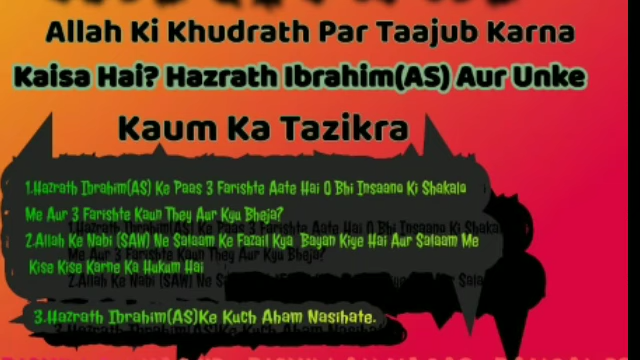 Allah Ki Khudrath Par Taajub Karna
Kaisa Hai? Hazrath Ibrahim(AS) Aur Unke
Kaum Ka Tazikra
1.Hazrath Ibrahim(AS) Ke Paas 3 Farishte Aate Hai O Bhi Insaano Ki Shakalo
Me Aur 3 Farishte Kaun They Aur Kyu Bheja?
2.Allah Ke Nabi (SAW) Ne Salaam Ke Fazail Kya Bayan Kiye Hai Aur Salaam Me
Kise Kise Karne Ka Hukum Hai
3.Hazrath Ibrahim(AS)Ke Kuch Aham Nasihate.